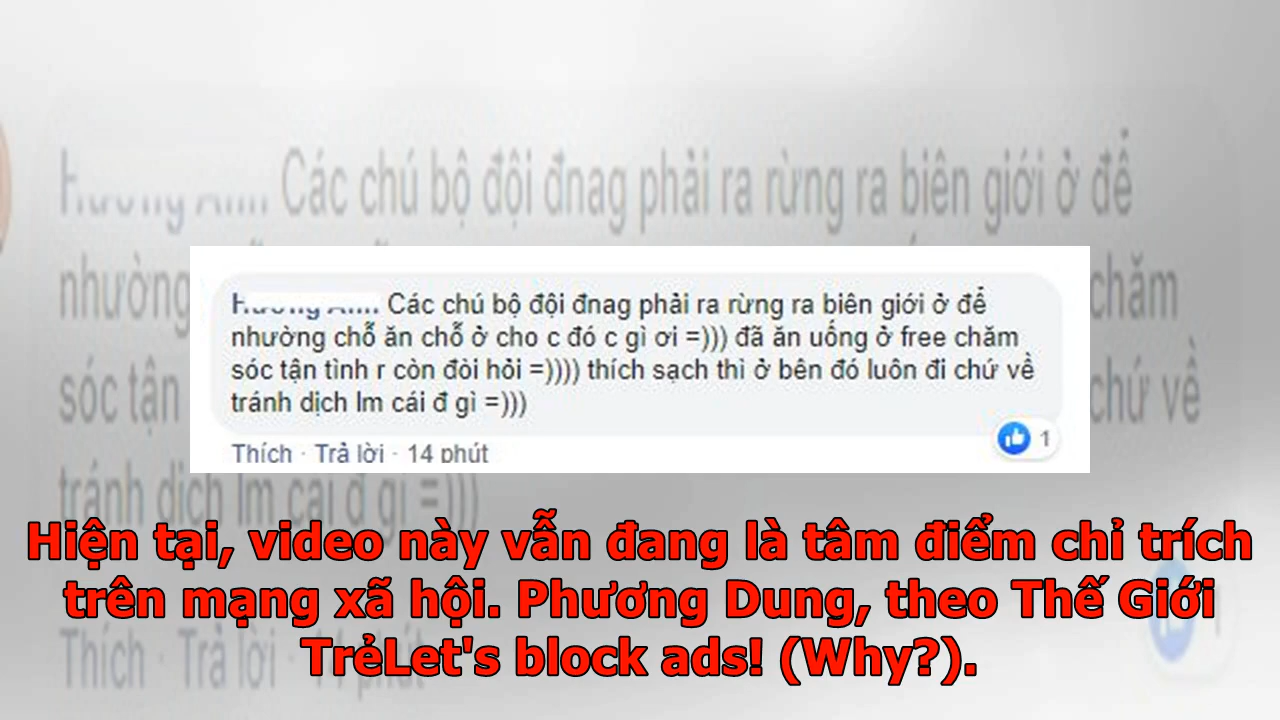 Các chú bộ đội đnag phải ra rừng ra biên giới ở để
nhường chỗ ăn chỗ ở cho c đó c gì ơi =))) đã ăn uống ở free chăm
sóc tận tình r còn đòi hỏi =)))) thích sạch thì ở bên đó luôn đi chứ về
tránh dịch lm cái đ gì =)))
Thích · Trả lời · 14 phút
1
Hiện tại, video này vẫn đang là tâm điểm chỉ trích
trên mạng xã hội. Phương Dung, theo Thế Giới
TrẻLet's block ads! (Why?).